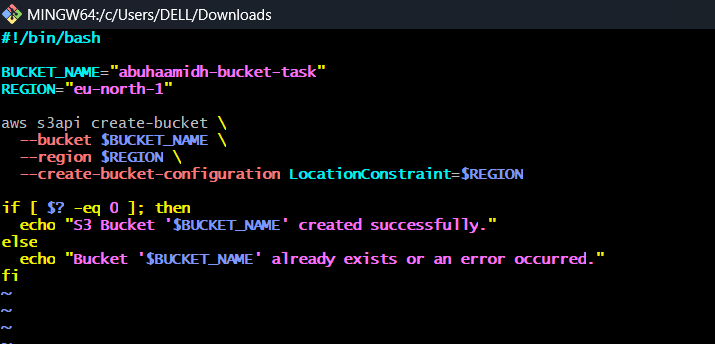 MINGW64:/c/Users/DELL/Downloads
#!/bin/bash
BUCKET_NAME="abuhaamidh-bucket-task"
REGION="eu-north-1"
aws s3api create-bucket \
  --bucket $BUCKET_NAME \
  --region $REGION \
  --create-bucket-configuration LocationConstraint=$REGION
if [ $? -eq 0 ]; then
  echo "S3 Bucket '$BUCKET_NAME' created successfully."
else
  echo "Bucket '$BUCKET_NAME' already exists or an error occurred."
fi
~
~
~
~